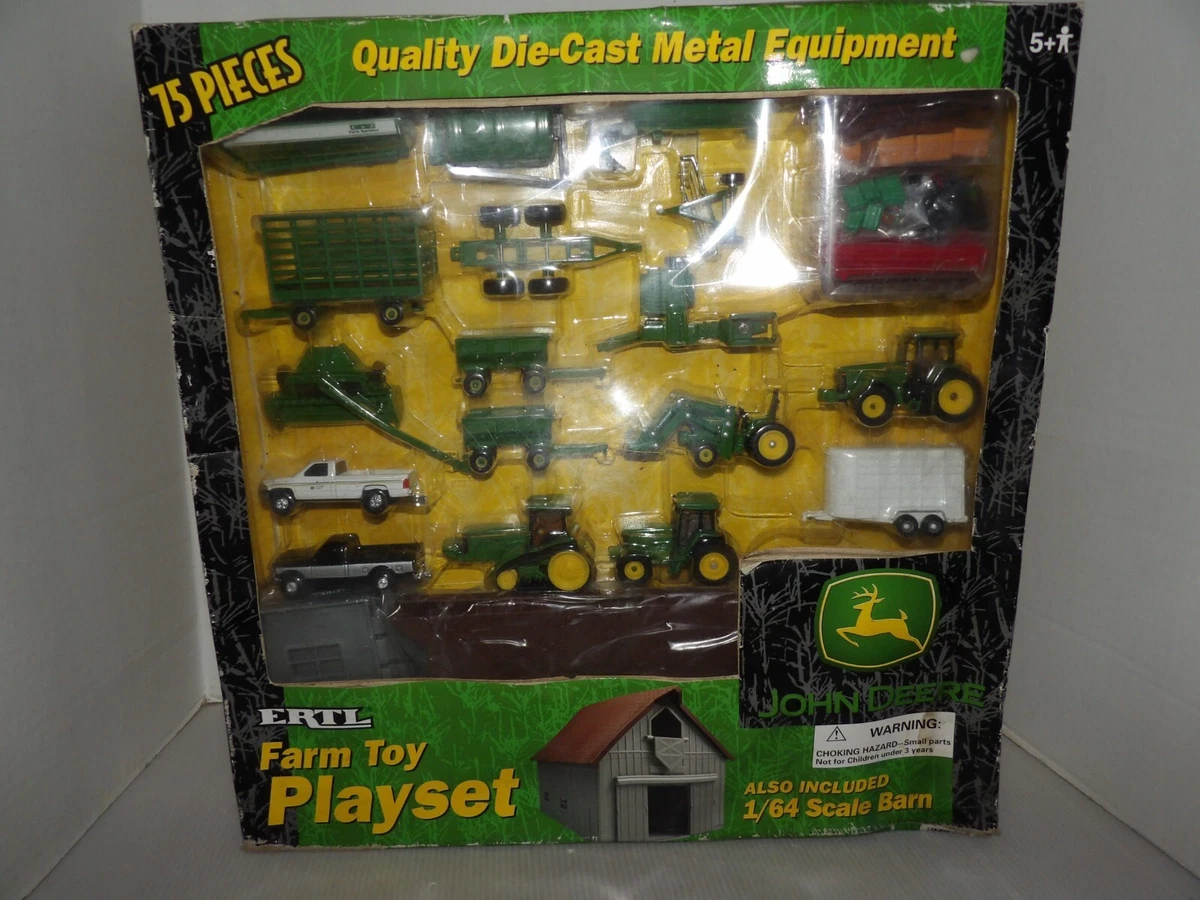 75 PIECES
Quality Die-Cast Metal Equipment
5+
JOHN DEERE
WARNING:
CHOKING HAZARD--Small parts
Not for Children under 3 years
ERTL
Farm Toy
Playset
ALSO INCLUDED
1/64 Scale Barn